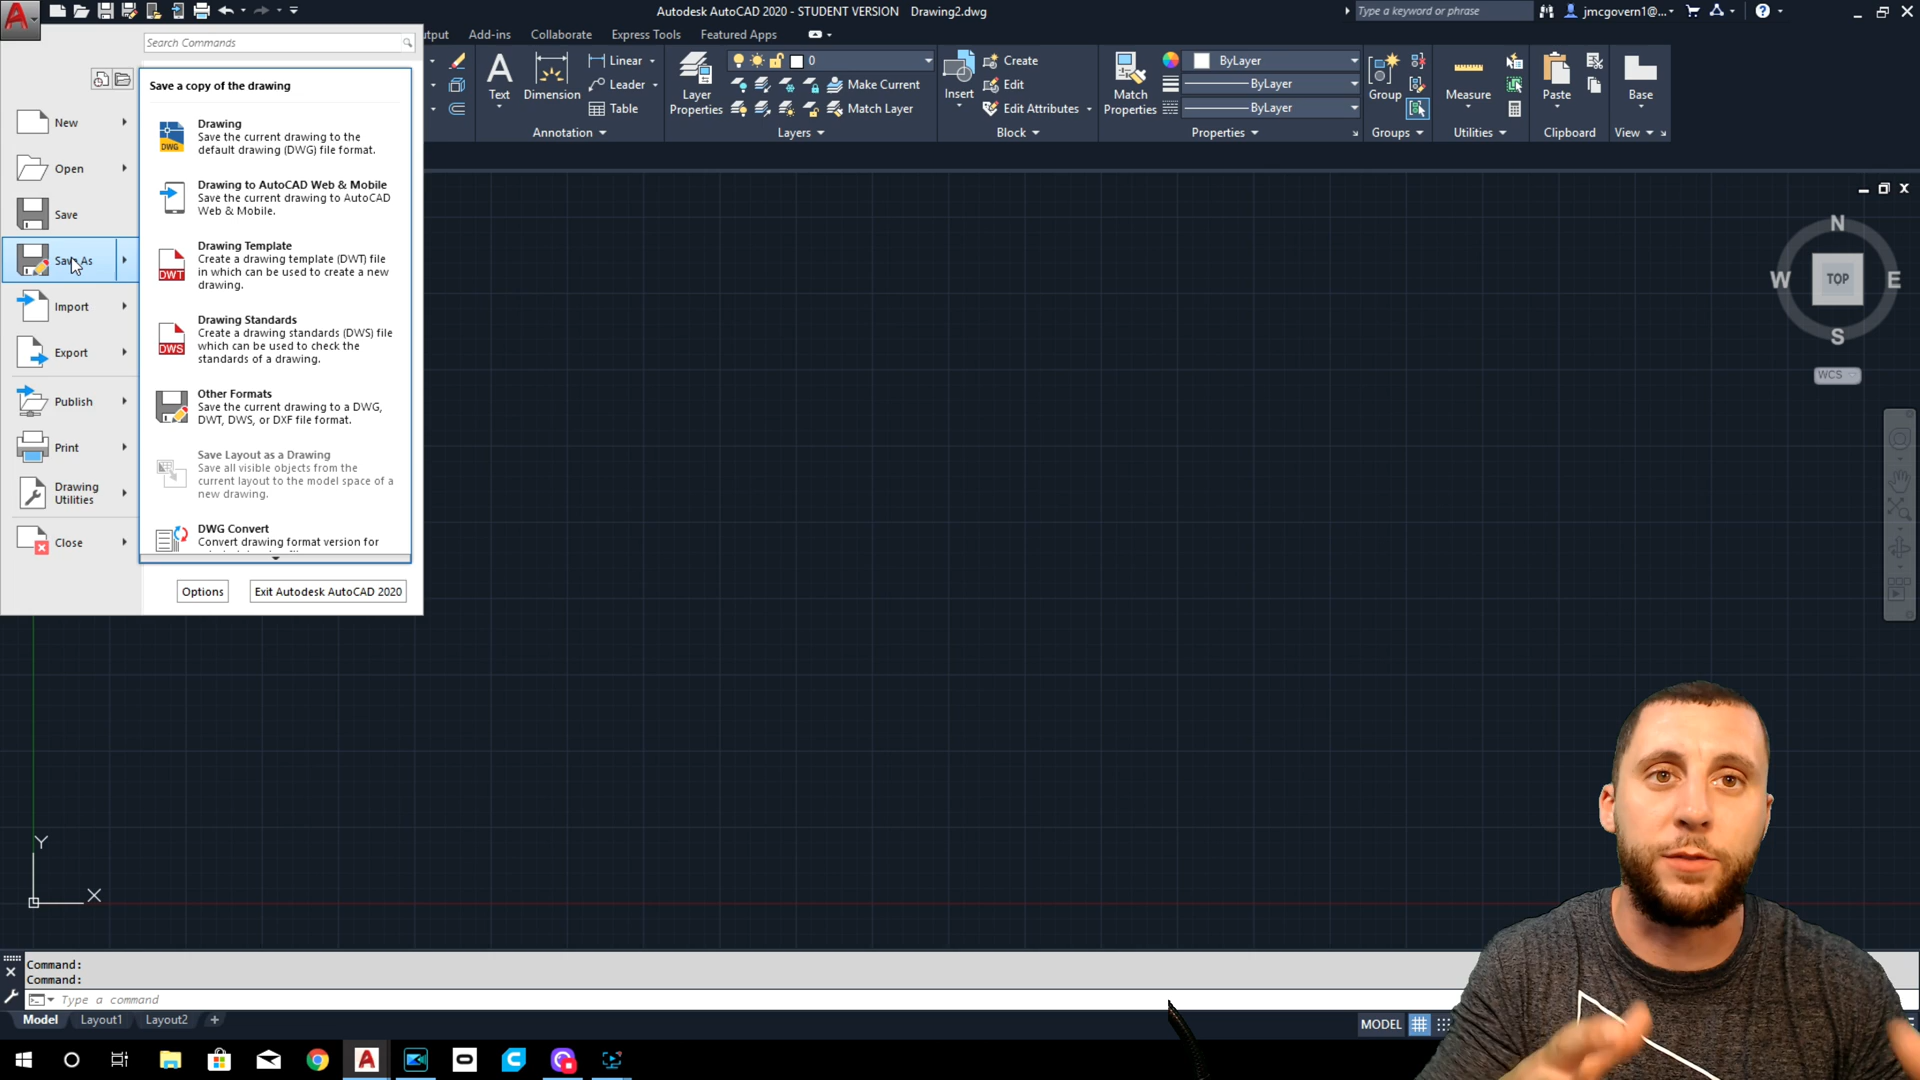 Autodesk AutoCAD 2020 - STUDENT VERSION Drawing2.dwg
Type a keyword or phrase
jmcgovern1@...
Search Commands
Add-ins Collaborate Express Tools Featured Apps
Save a copy of the drawing
New
Open
Save
Save As
Import
Export
Publish
Print
Drawing
Utilities
Close
Drawing
Save the current drawing to the
default drawing (DWG) file format.
DWG
Drawing to AutoCAD Web & Mobile
Save the current drawing to AutoCAD
Web & Mobile.
Drawing Template
Create a drawing template (DWT) file
in which can be used to create a new
drawing.
DWT
Drawing Standards
Create a drawing standards (DWS) file
which can be used to check the
standards of a drawing.
DWS
Other Formats
Save the current drawing to a DWG,
DWT, DWS, or DXF file format.
Save Layout as a Drawing
Save all visible objects from the
current layout to the model space of a
new drawing.
DWG Convert
Convert drawing format version for
Options
Exit Autodesk AutoCAD 2020
Text
Dimension
Linear
Leader
Table
Annotation
Layer
Properties
0
Make Current
Match Layer
Layers
Insert
Create
Edit
Edit Attributes
Block
Match
Properties
ByLayer
ByLayer
ByLayer
Properties
Group
Groups
Measure
Utilities
Paste
Clipboard
Base
View
N
W
TOP
E
S
WCS
Y
X
Command:
Command:
Type a command
Model Layout1 Layout2 +
MODEL